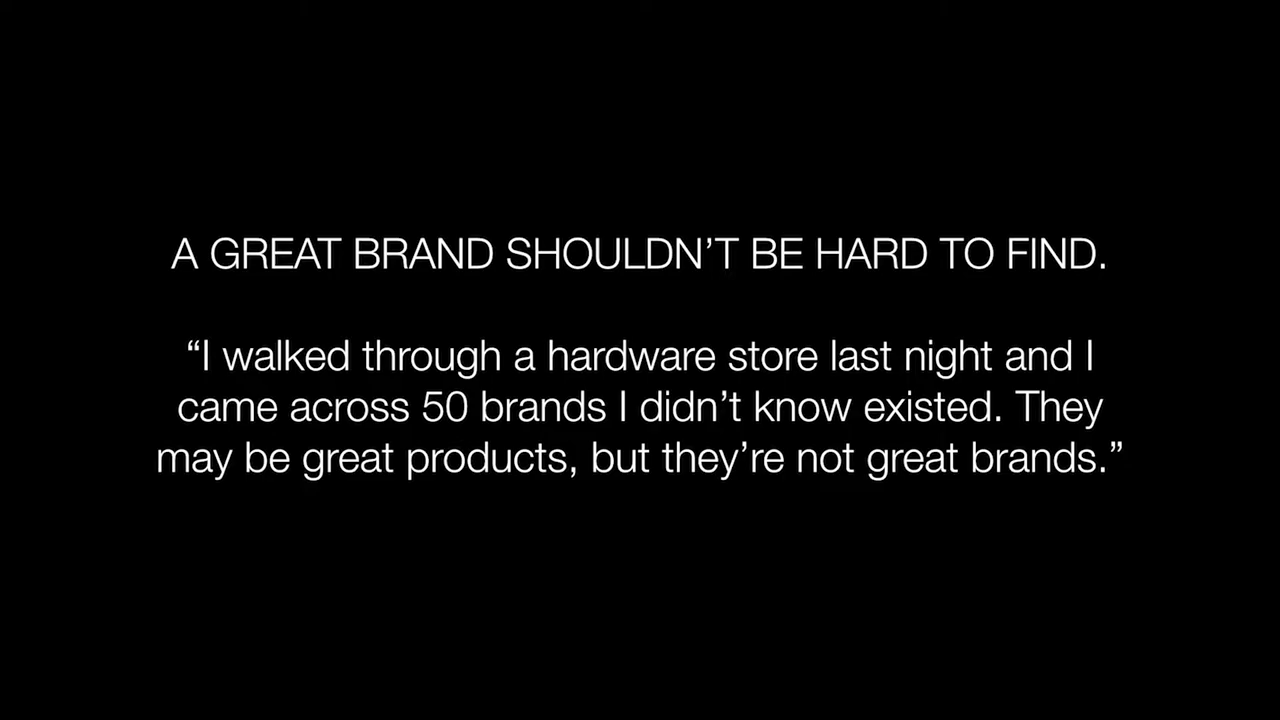 A GREAT BRAND SHOULDN’T BE HARD TO FIND.
“I walked through a hardware store last night and I
came across 50 brands I didn’t know existed. They
may be great products, but they’re not great brands.”